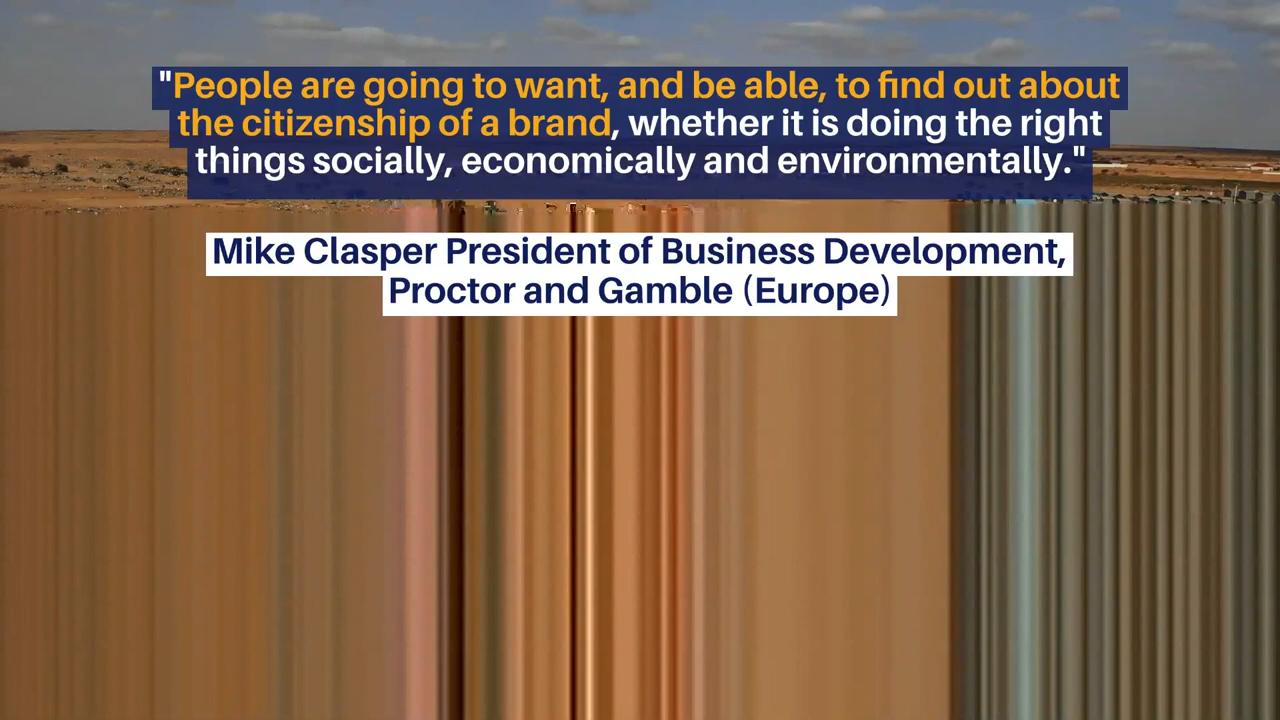 "People are going to want, and be able, to find out about
the citizenship of a brand, whether it is doing the right
things socially, economically and environmentally."
Mike Clasper President of Business Development,
Proctor and Gamble (Europe)